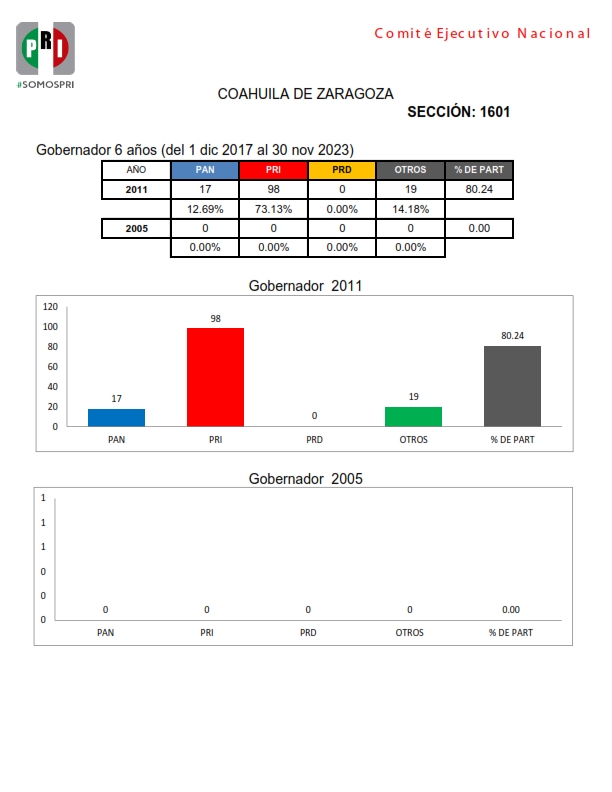 PRI
#SOMOSPRI
Comité Ejecutivo Nacional
COAHUILA DE ZARAGOZA
SECCIÓN: 1601
Gobernador 6 años (del 1 dic 2017 al 30 nov 2023)
AÑO PAN PRI PRD OTROS % DE PART
2011 17 98 0 19 80.24
12.69% 73.13% 0.00% 14.18%
2005 0 0 0 0 0.00
0.00% 0.00% 0.00% 0.00%
Gobernador 2011
120
100
80
60
40
20
0
17 98 0 19 80.24
PAN PRI PRD OTROS % DE PART
Gobernador 2005
1
1
1
0
0
0
0 0 0 0 0.00
PAN PRI PRD OTROS % DE PART